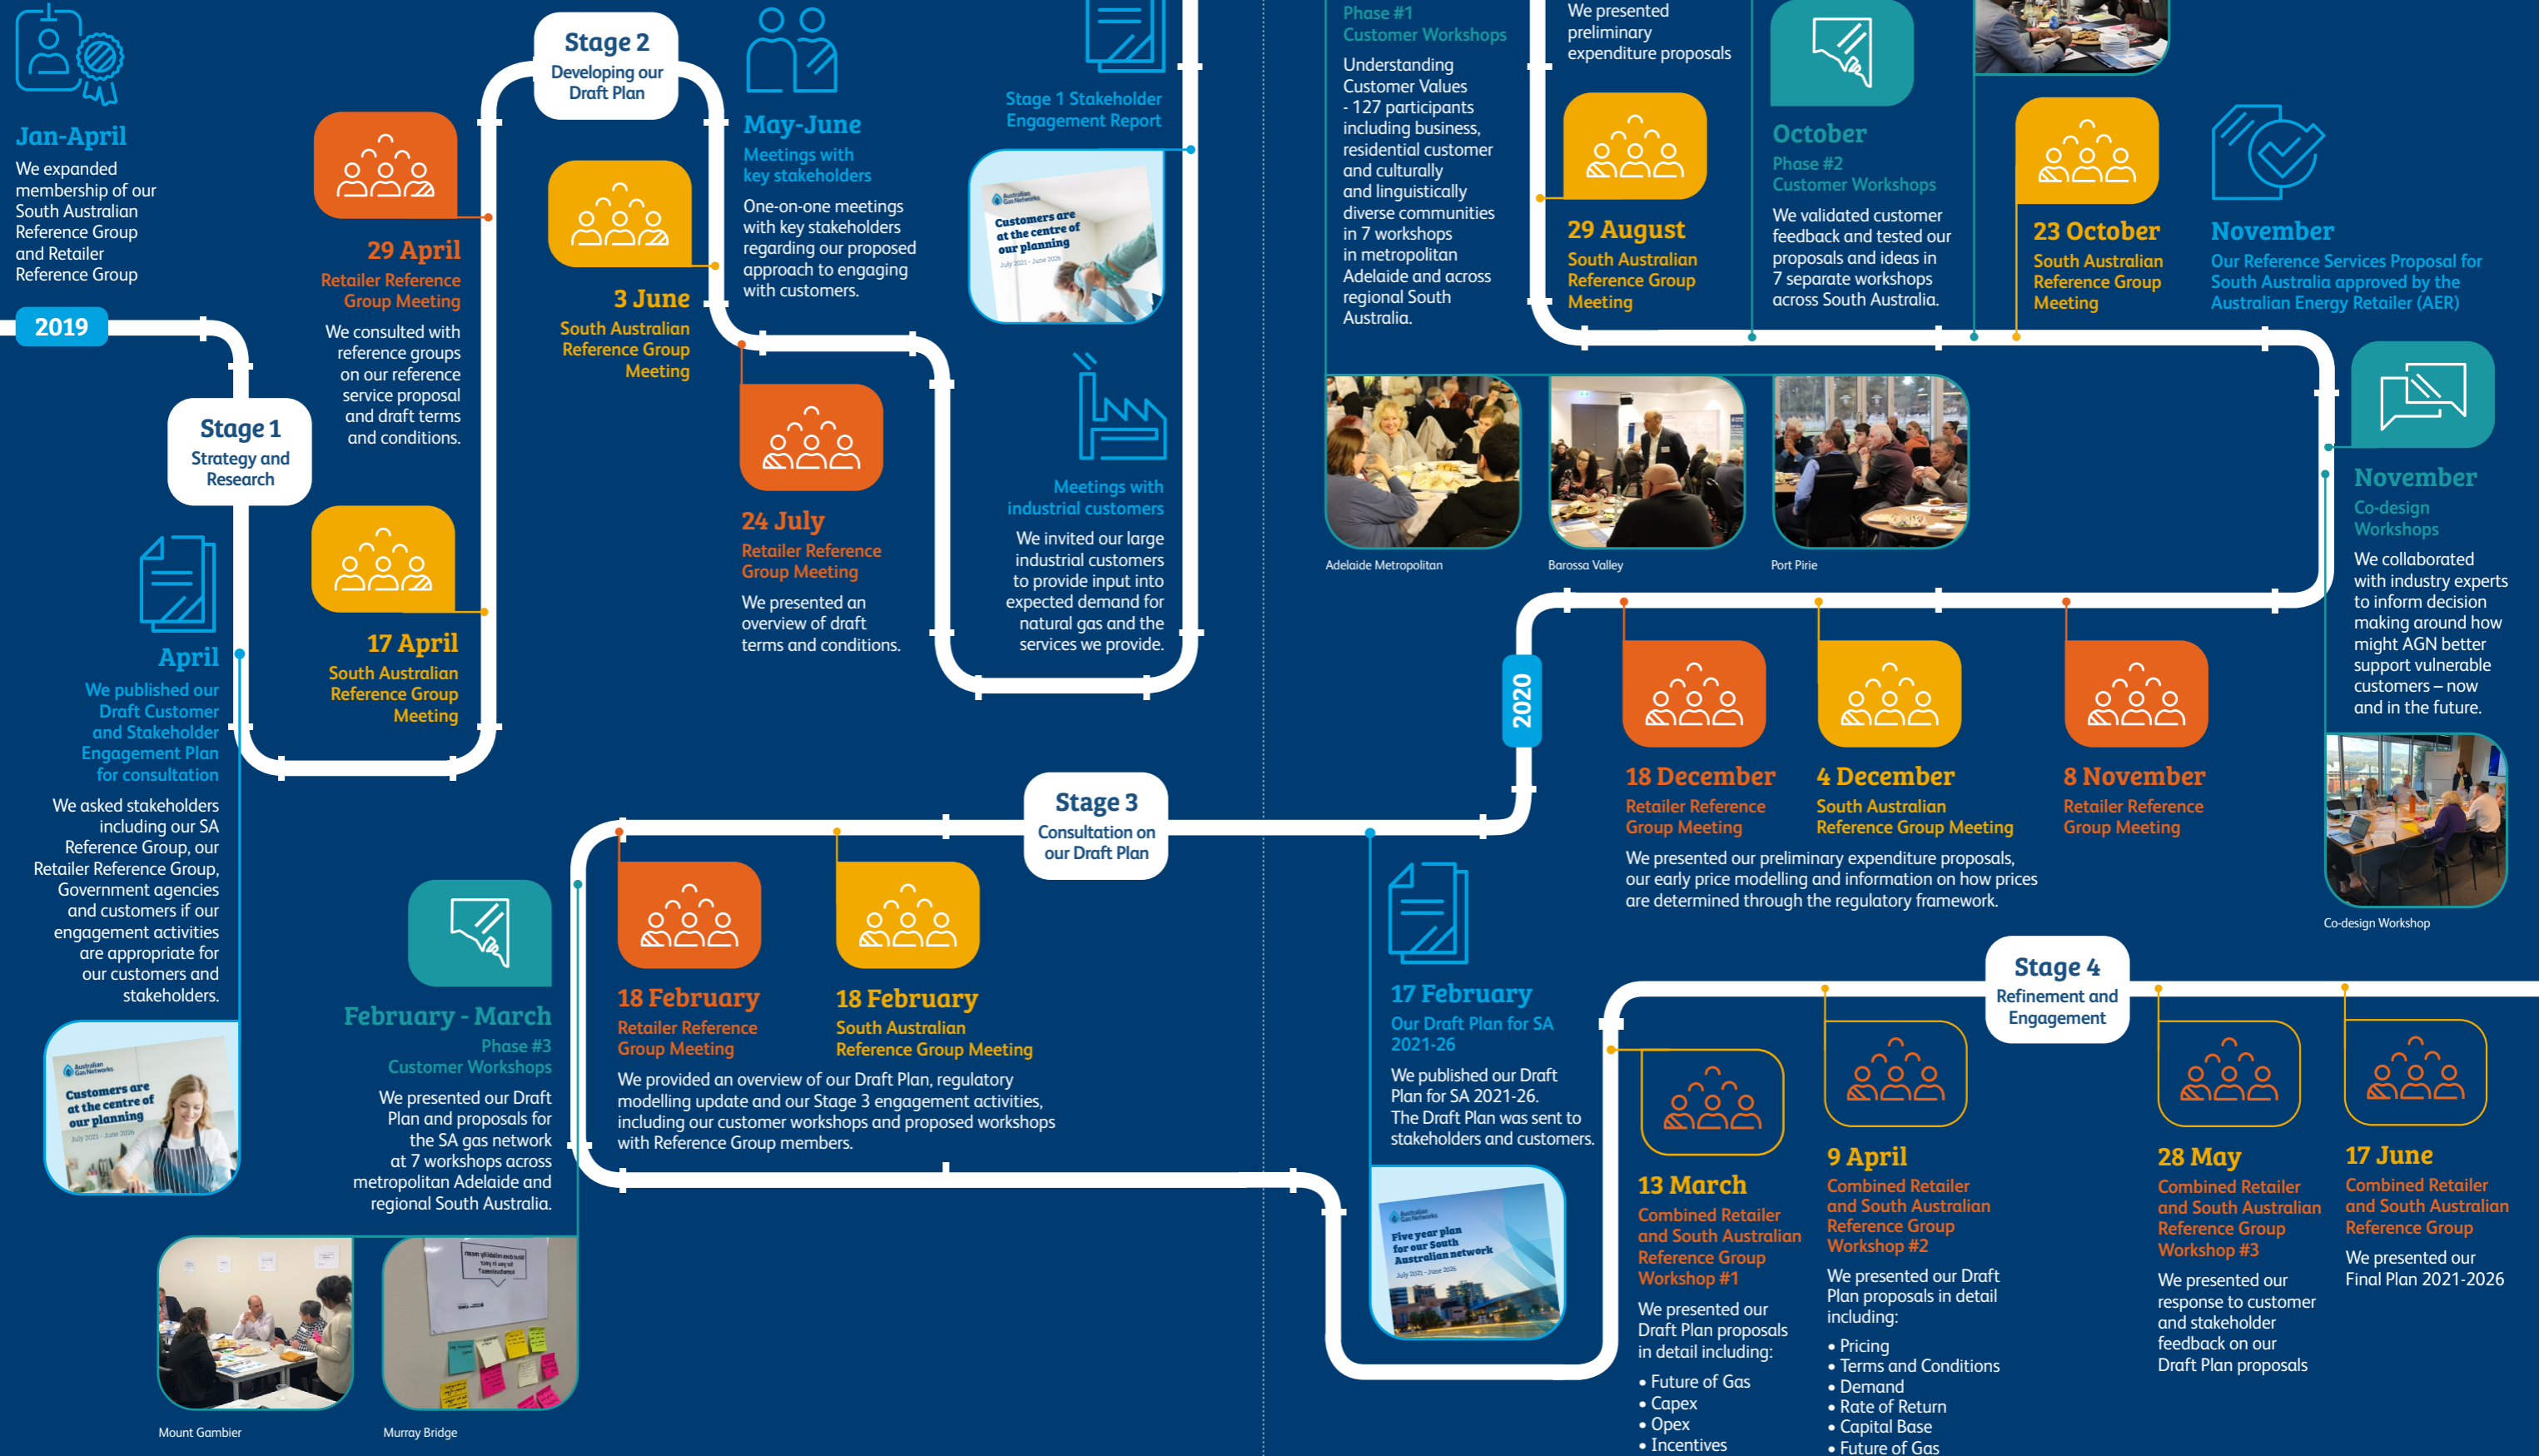 Jan-April
We expanded
membership of our
South Australian
Reference Group
and Retailer
Reference Group
2019
Stage 1
Strategy and
Research
April
We published our
Draft Customer
and Stakeholder
Engagement Plan
for consultation
We asked stakeholders
including our SA
Reference Group, our
Retailer Reference Group,
Government agencies
and customers if our
engagement activities
are appropriate for
our customers and
stakeholders.
Australian
Gas Networks
Customers are
at the centre of
our planning
July 2021 - June 2026
17 April
South Australian
Reference Group
Meeting
29 April
Retailer Reference
Group Meeting
We consulted with
reference groups
on our reference
service proposal
and draft terms
and conditions.
Stage 2
Developing our
Draft Plan
3 June
South Australian
Reference Group
Meeting
May-June
Meetings with
key stakeholders
One-on-one meetings
with key stakeholders
regarding our proposed
approach to engaging
with customers.
24 July
Retailer Reference
Group Meeting
We presented an
overview of draft
terms and conditions.
Stage 1 Stakeholder
Engagement Report
Australian
Gas Networks
Customers are
at the centre of
our planning
July 2021 - June 2026
Meetings with
industrial customers
We invited our large
industrial customers
to provide input into
expected demand for
natural gas and the
services we provide.
Phase #1
Customer Workshops
Understanding
Customer Values
- 127 participants
including business,
residential customer
and culturally
and linguistically
diverse communities
in 7 workshops
in metropolitan
Adelaide and across
regional South
Australia.
Adelaide Metropolitan
Barossa Valley
Port Pirie
We presented
preliminary
expenditure proposals
29 August
South Australian
Reference Group
Meeting
October
Phase #2
Customer Workshops
We validated customer
feedback and tested our
proposals and ideas in
7 separate workshops
across South Australia.
23 October
South Australian
Reference Group
Meeting
November
Our Reference Services Proposal for
South Australia approved by the
Australian Energy Retailer (AER)
November
Co-design
Workshops
We collaborated
with industry experts
to inform decision
making around how
might AGN better
support vulnerable
customers – now
and in the future.
Co-design Workshop
8 November
Retailer Reference
Group Meeting
4 December
South Australian
Reference Group Meeting
18 December
Retailer Reference
Group Meeting
We presented our preliminary expenditure proposals,
our early price modelling and information on how prices
are determined through the regulatory framework.
2020
17 February
Our Draft Plan for SA
2021-26
We published our Draft
Plan for SA 2021-26.
The Draft Plan was sent to
stakeholders and customers.
Australian
Gas Networks
Five year plan
for our South
Australian network
July 2021 - June 2026
Stage 3
Consultation on
our Draft Plan
18 February
South Australian
Reference Group Meeting
18 February
Retailer Reference
Group Meeting
We provided an overview of our Draft Plan, regulatory
modelling update and our Stage 3 engagement activities,
including our customer workshops and proposed workshops
with Reference Group members.
February - March
Phase #3
Customer Workshops
We presented our Draft
Plan and proposals for
the SA gas network
at 7 workshops across
metropolitan Adelaide and
regional South Australia.
Mount Gambier
Murray Bridge
13 March
Combined Retailer
and South Australian
Reference Group
Workshop #1
We presented our
Draft Plan proposals
in detail including:
• Future of Gas
• Capex
• Opex
• Incentives
9 April
Combined Retailer
and South Australian
Reference Group
Workshop #2
We presented our Draft
Plan proposals in detail
including:
• Pricing
• Terms and Conditions
• Demand
• Rate of Return
• Capital Base
• Future of Gas
Stage 4
Refinement and
Engagement
28 May
Combined Retailer
and South Australian
Reference Group
Workshop #3
We presented our
response to customer
and stakeholder
feedback on our
Draft Plan proposals
17 June
Combined Retailer
and South Australian
Reference Group
We presented our
Final Plan 2021-2026